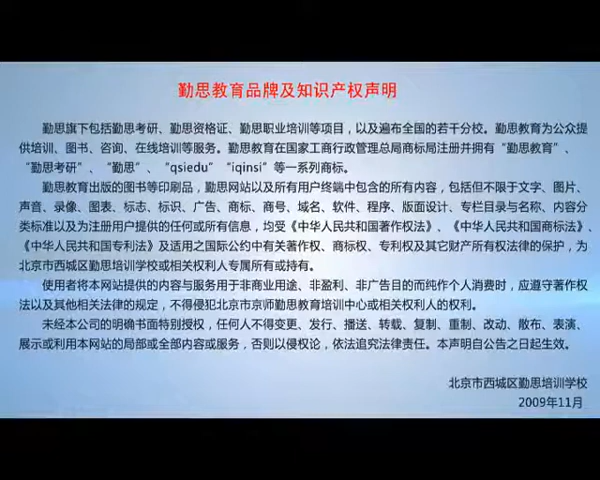 勤思教育品牌及知识产权声明
勤思旗下包括勤思考研、勤思资格证、勤思职业培训等项目，以及遍布全国的若干分校。勤思教育为公众提
供培训、图书、咨询、在线培训等服务。勤思教育在国家工商行政管理总局商标局注册并拥有“勤思教育”、
“勤思考研”、“勤思”、“qsiedu”“iqinsi”等一系列商标。
勤思教育出版的图书等印刷品，勤思网站以及所有用户终端中包含的所有内容，包括但不限于文字、图片、
声音、录像、图表、标志、标识、广告、商标、商号、域名、软件、程序、版面设计、专栏目录与名称、内容分
类标准以及为注册用户提供的任何或所有信息，均受《中华人民共和国著作权法》、《中华人民共和国商标法》、
《中华人民共和国专利法》及适用之国际公约中有关著作权、商标权、专利权及其它财产所有权法律的保护，为
北京市西城区勤思培训学校或相关权利人专属所有或持有。
使用者将本网站提供的内容与服务用于非商业用途、非盈利、非广告目的而纯作个人消费时，应遵守著作权
法以及其他相关法律的规定，不得侵犯北京市京师勤思教育培训中心或相关权利人的权利。
未经本公司的明确书面特别授权，任何人不得变更、发行、播送、转载、复制、重制、改动、散布、表演、
展示或利用本网站的局部或全部内容或服务，否则以侵权论，依法追究法律责任。本声明自公告之日起生效。
北京市西城区勤思培训学校
2009年11月